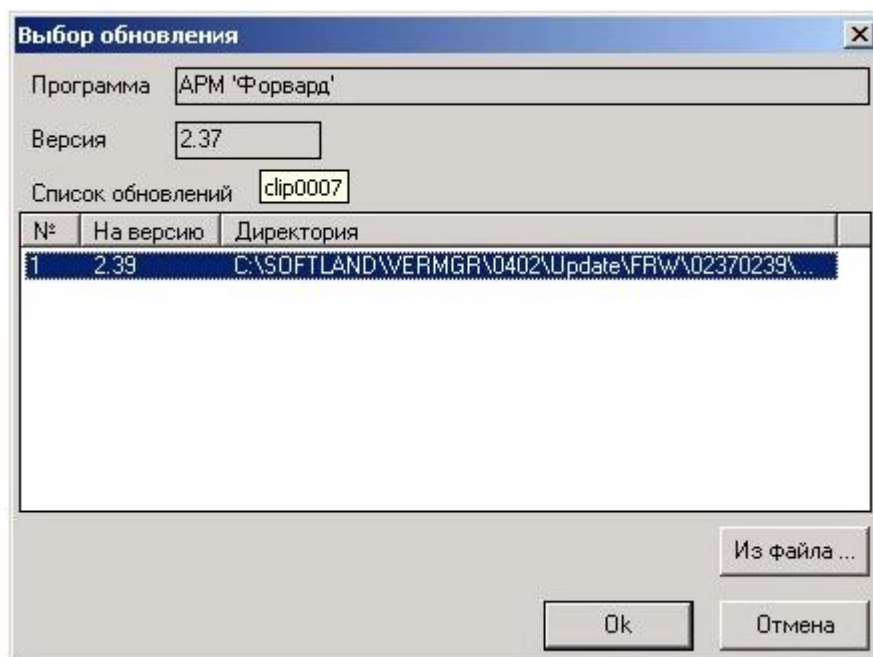 Выбор обновления
Программа АРМ 'Форвард'
Версия 2.37
Список обновлений clip0007
№ На версию Директория
1 2.39 C:\SOFTLAND\VERMGR\0402\Update\FRW\02370239\...
Из файла ...
Ok Отмена